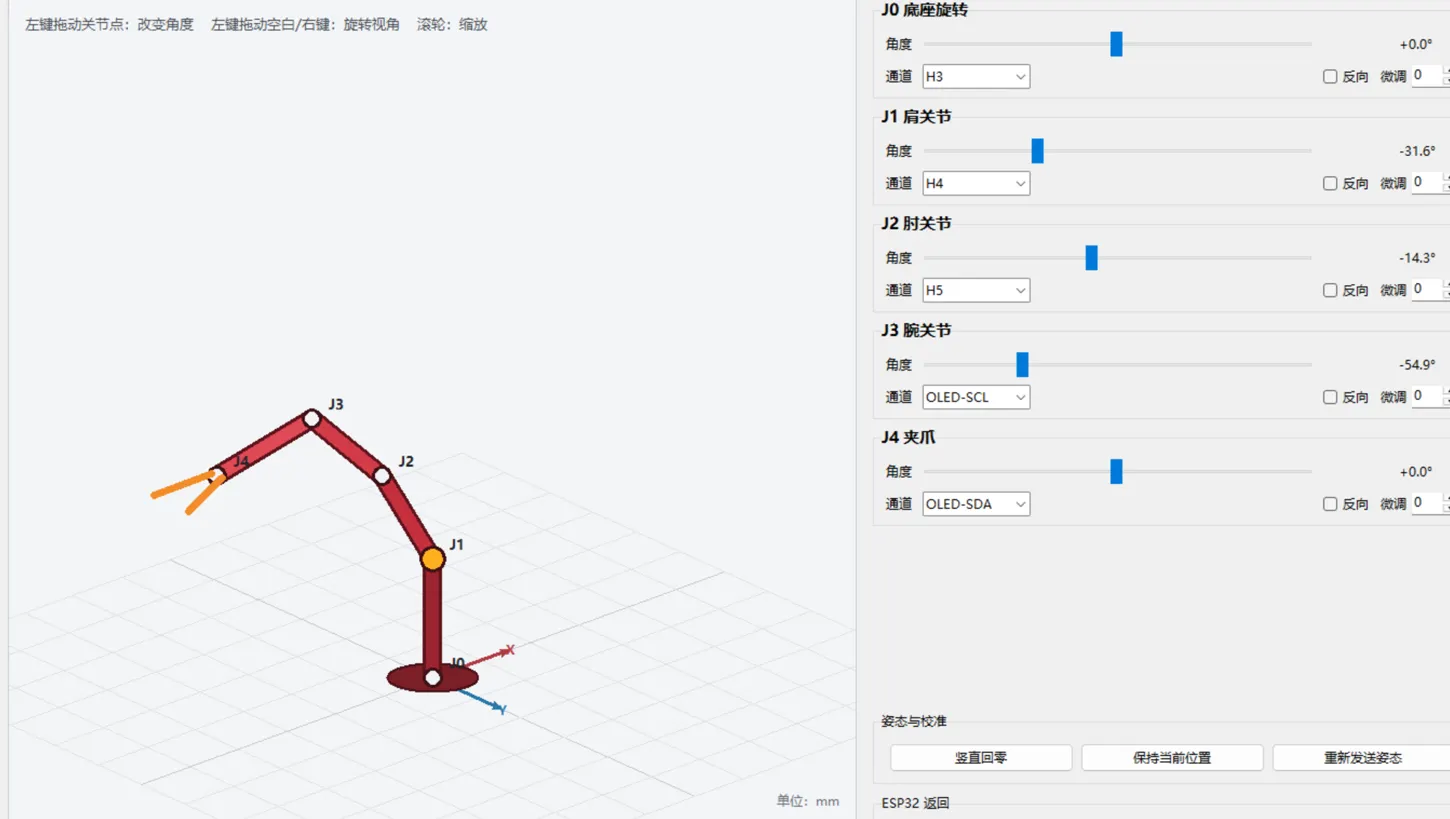 左键拖动关节点：改变角度 左键拖动空白/右键：旋转视角 滚轮：缩放
J3
J4
J2
J1
J0
X
Y
单位：mm
J0 底座旋转
角度 +0.0°
通道 H3 反向 微调 0
J1 肩关节
角度 -31.6°
通道 H4 反向 微调 0
J2 肘关节
角度 -14.3°
通道 H5 反向 微调 0
J3 腕关节
角度 -54.9°
通道 OLED-SCL 反向 微调 0
J4 夹爪
角度 +0.0°
通道 OLED-SDA 反向 微调 0
姿态与校准
竖直回零 保持当前位置 重新发送姿态
ESP32 返回